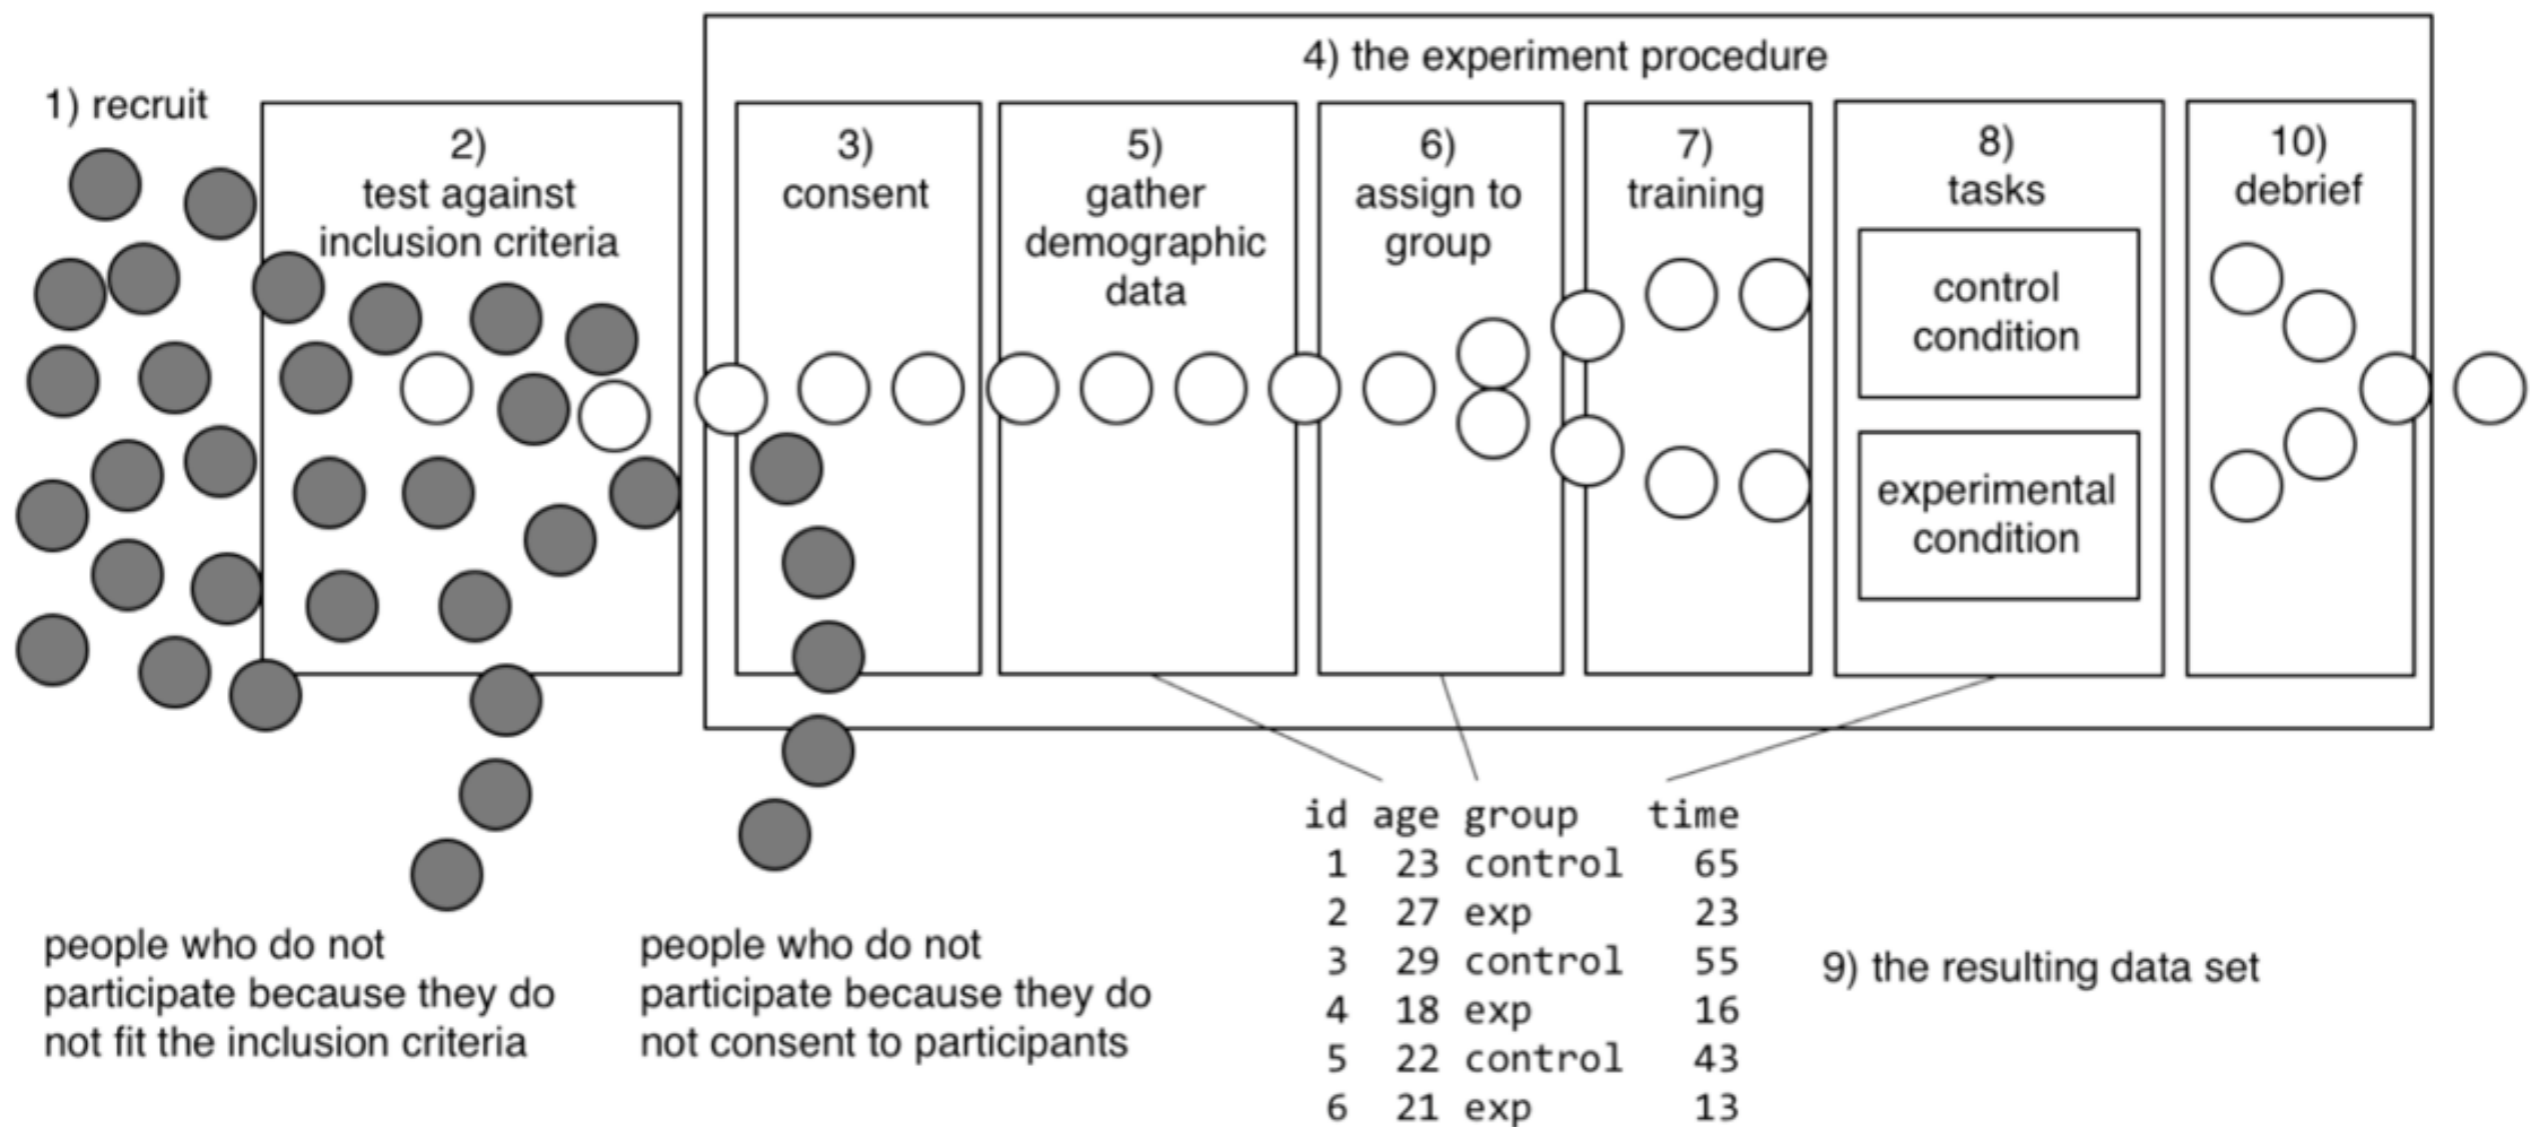 4) the experiment procedure
1) recruit
2)
test against
inclusion criteria
3)
consent
5)
gather
demographic
data
6)
assign to
group
7)
training
8)
tasks
control
condition
experimental
condition
10)
debrief
people who do not
participate because they do
not fit the inclusion criteria
people who do not
participate because they do
not consent to participants
id age group time
1 23 control 65
2 27 exp 23
3 29 control 55
4 18 exp 16
5 22 control 43
6 21 exp 13
9) the resulting data set